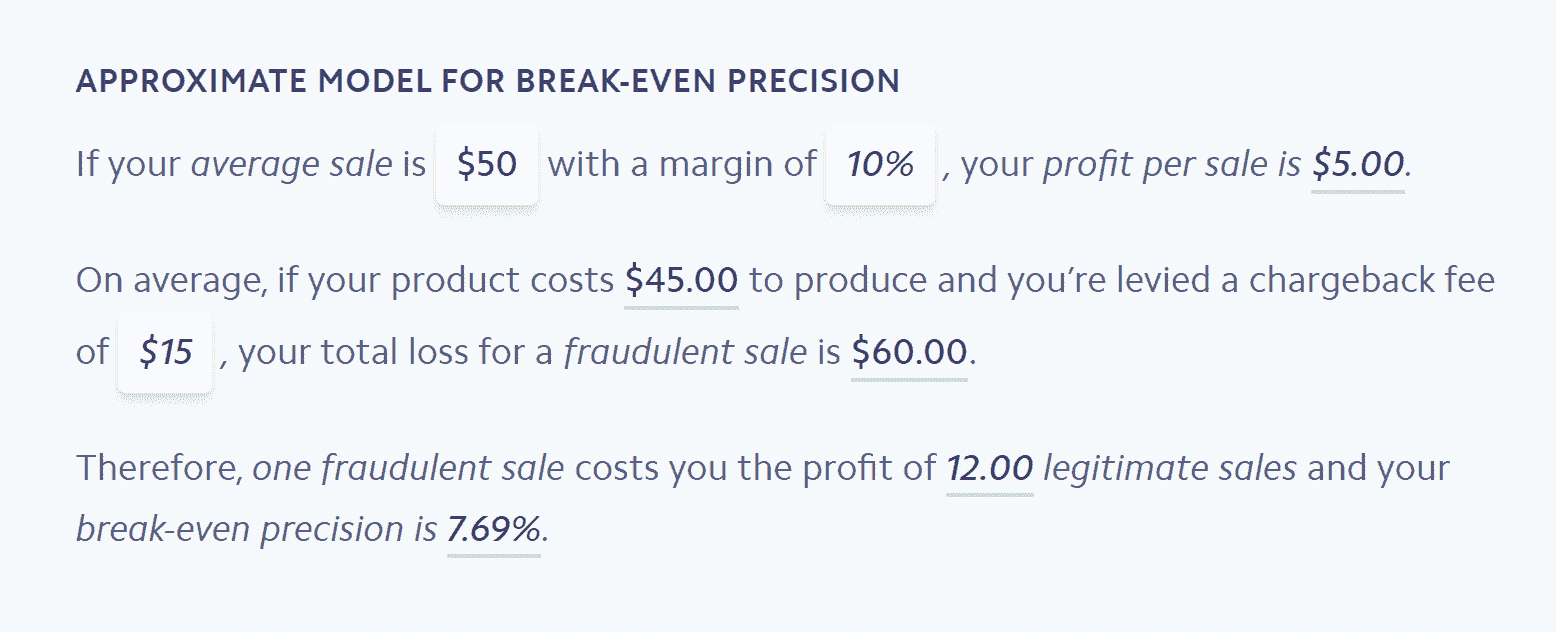 APPROXIMATE MODEL FOR BREAK-EVEN PRECISION
If your average sale is $50 with a margin of 10% , your profit per sale is $5.00.
On average, if your product costs $45.00 to produce and you’re levied a chargeback fee
of $15 , your total loss for a fraudulent sale is $60.00.
Therefore, one fraudulent sale costs you the profit of 12.00 legitimate sales and your
break-even precision is 7.69%.